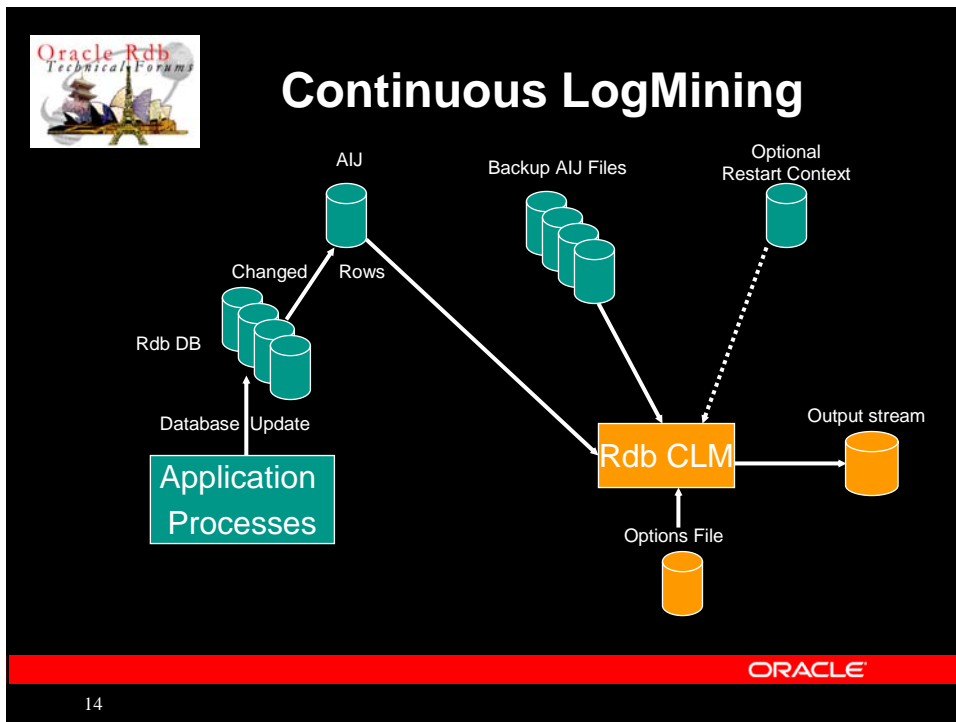 Oracle Rdb
Technical Forums
Continuous LogMining
AIJ
Backup AIJ Files
Optional
Restart Context
Changed Rows
Rdb DB
Database Update
Output stream
Application
Processes
Rdb CLM
Options File
ORACLE
14